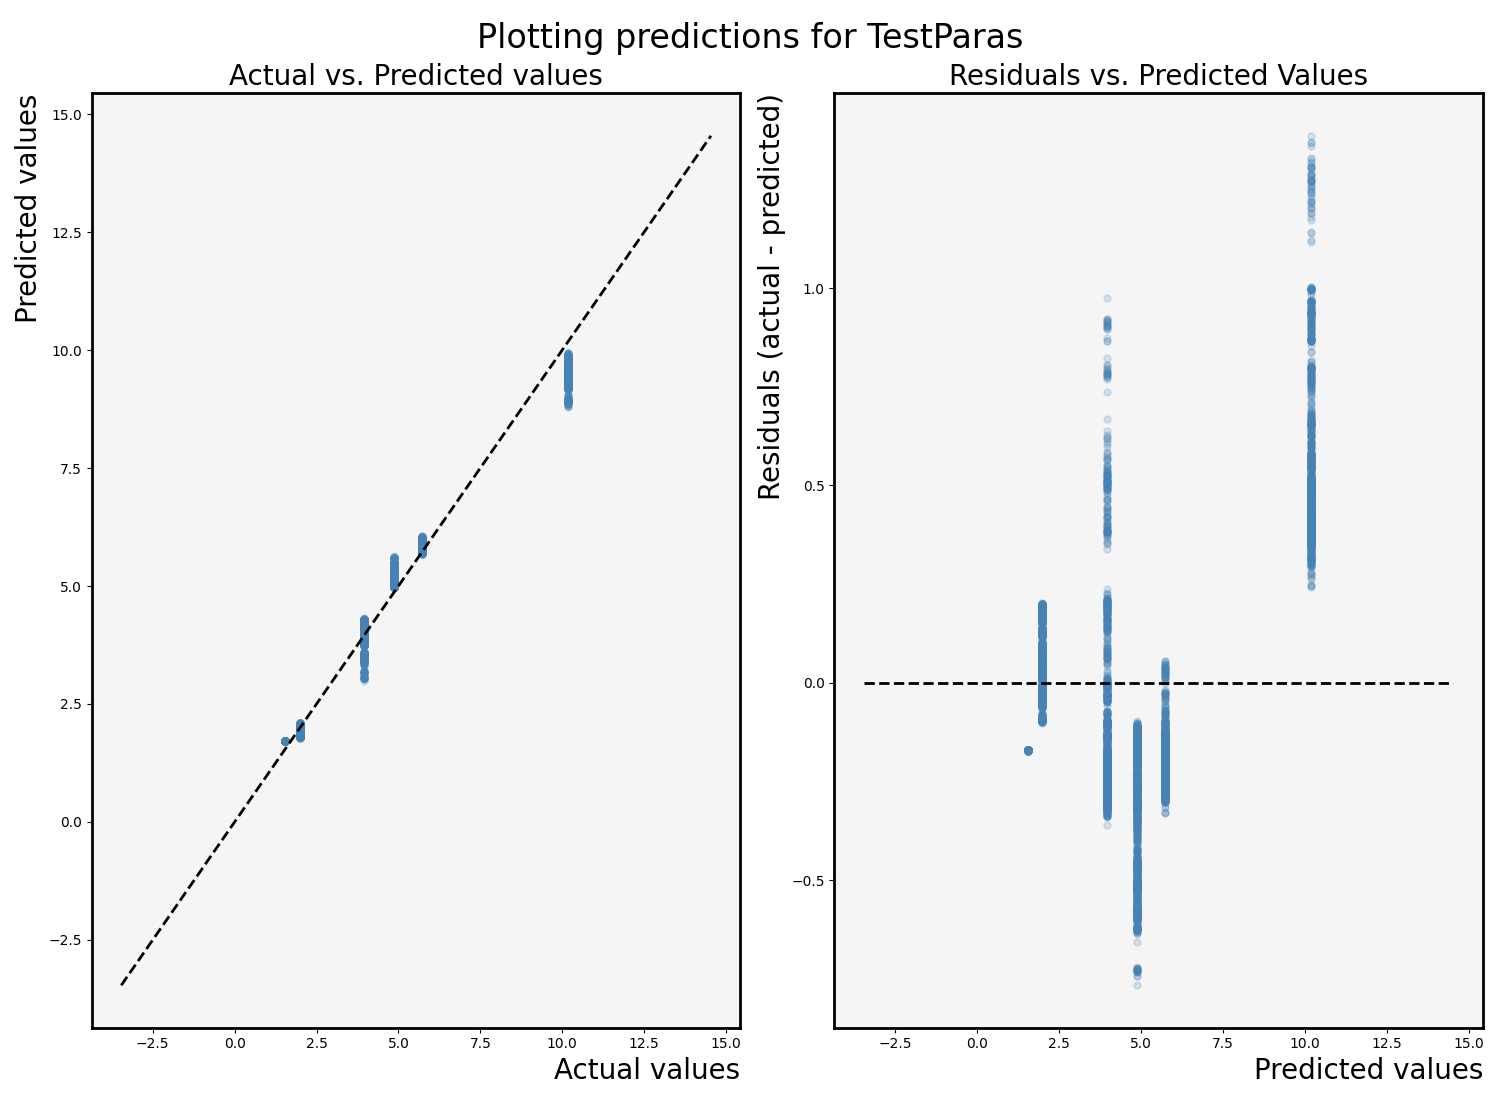 Plotting predictions for TestParas
Actual vs. Predicted values
Predicted values
15.0
12.5
10.0
7.5
5.0
2.5
0.0
−2.5
−2.5 0.0 2.5 5.0 7.5 10.0 12.5 15.0
Actual values
Residuals vs. Predicted Values
Residuals (actual - predicted)
1.0
0.5
0.0
−0.5
−2.5 0.0 2.5 5.0 7.5 10.0 12.5 15.0
Predicted values